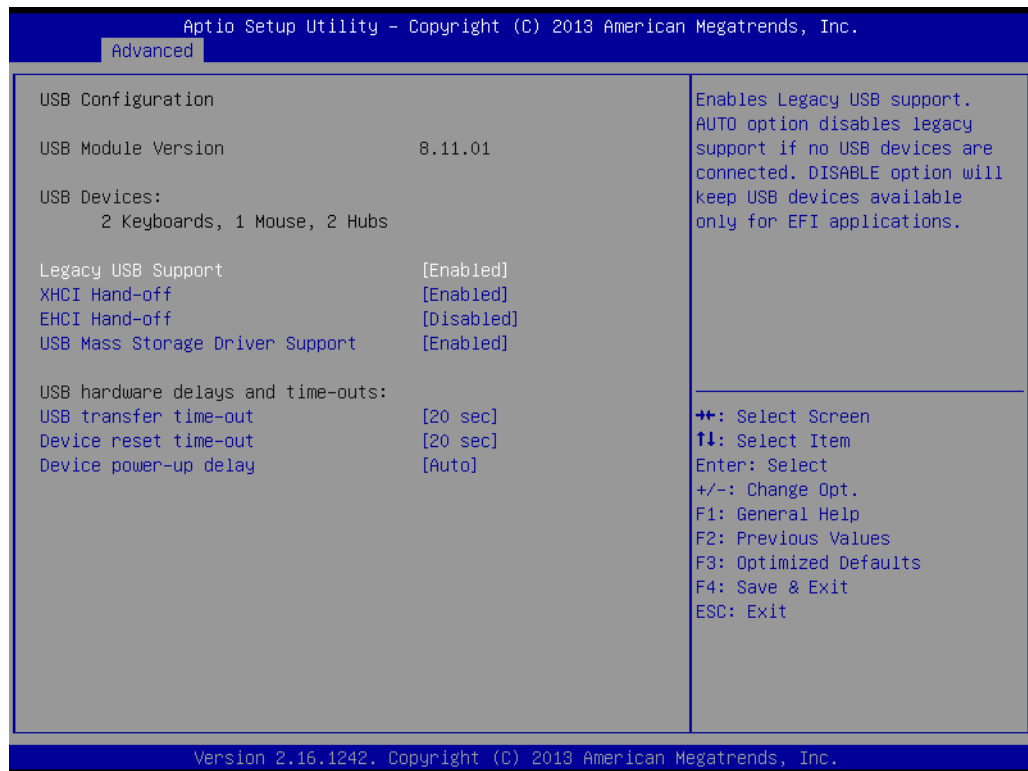 Aptio Setup Utility – Copyright (C) 2013 American Megatrends, Inc.
Advanced
USB Configuration
USB Module Version 8.11.01
USB Devices:
2 Keyboards, 1 Mouse, 2 Hubs
Legacy USB Support [Enabled]
XHCI Hand-off [Enabled]
EHCI Hand-off [Disabled]
USB Mass Storage Driver Support [Enabled]
USB hardware delays and time-outs:
USB transfer time-out [20 sec]
Device reset time-out [20 sec]
Device power-up delay [Auto]
Enables Legacy USB support.
AUTO option disables legacy
support if no USB devices are
connected. DISABLE option will
keep USB devices available
only for EFI applications.
→←: Select Screen
↑↓: Select Item
Enter: Select
+/-: Change Opt.
F1: General Help
F2: Previous Values
F3: Optimized Defaults
F4: Save & Exit
ESC: Exit
Version 2.16.1242. Copyright (C) 2013 American Megatrends, Inc.